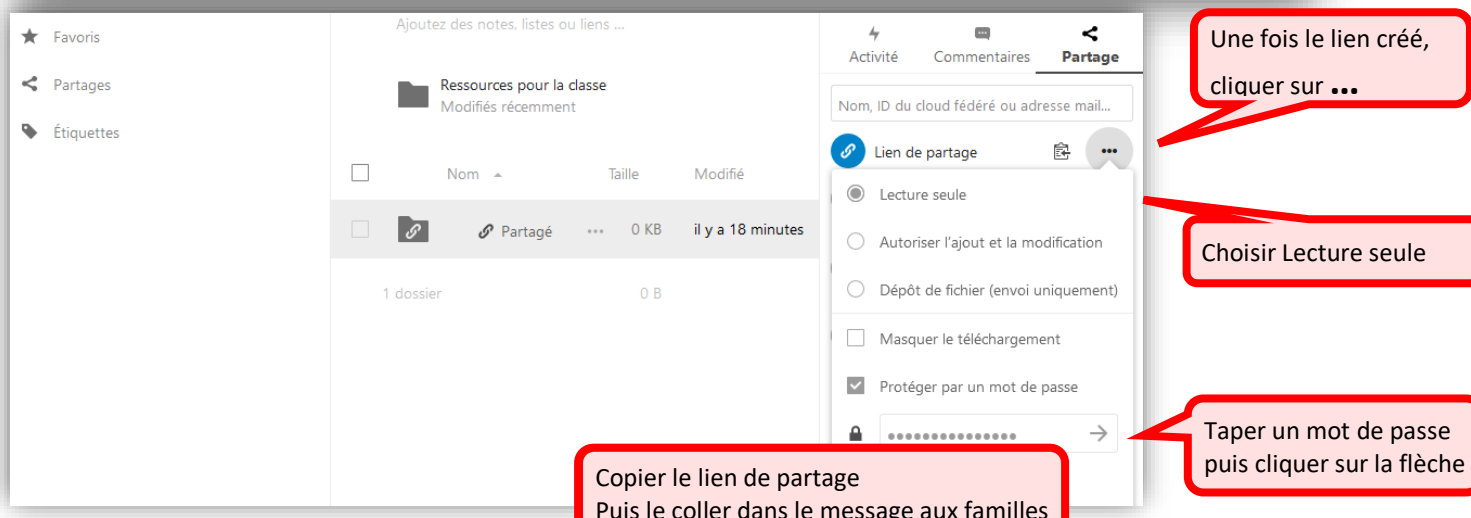 Favoris
Partages
Étiquettes
Ajoutez des notes, listes ou liens ...
Ressources pour la classe
Modifiés récemment
Nom Taille Modifié
Partagé ••• 0 KB il y a 18 minutes
1 dossier 0 B
Activité Commentaires Partage
Nom, ID du cloud fédéré ou adresse mail...
Lien de partage •••
Lecture seule
Autoriser l'ajout et la modification
Dépôt de fichier (envoi uniquement)
Masquer le téléchargement
Protéger par un mot de passe
•••••••••••••••
Une fois le lien créé,
cliquer sur ...
Choisir Lecture seule
Taper un mot de passe
puis cliquer sur la flèche
Copier le lien de partage
Puis le coller dans le message aux familles